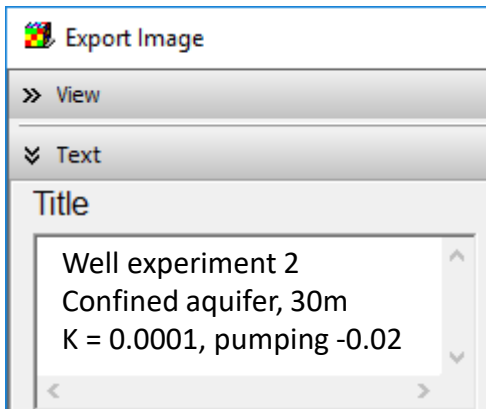 Export Image
View
Text
Title
Well experiment 2
Confined aquifer, 30m
K = 0.0001, pumping -0.02